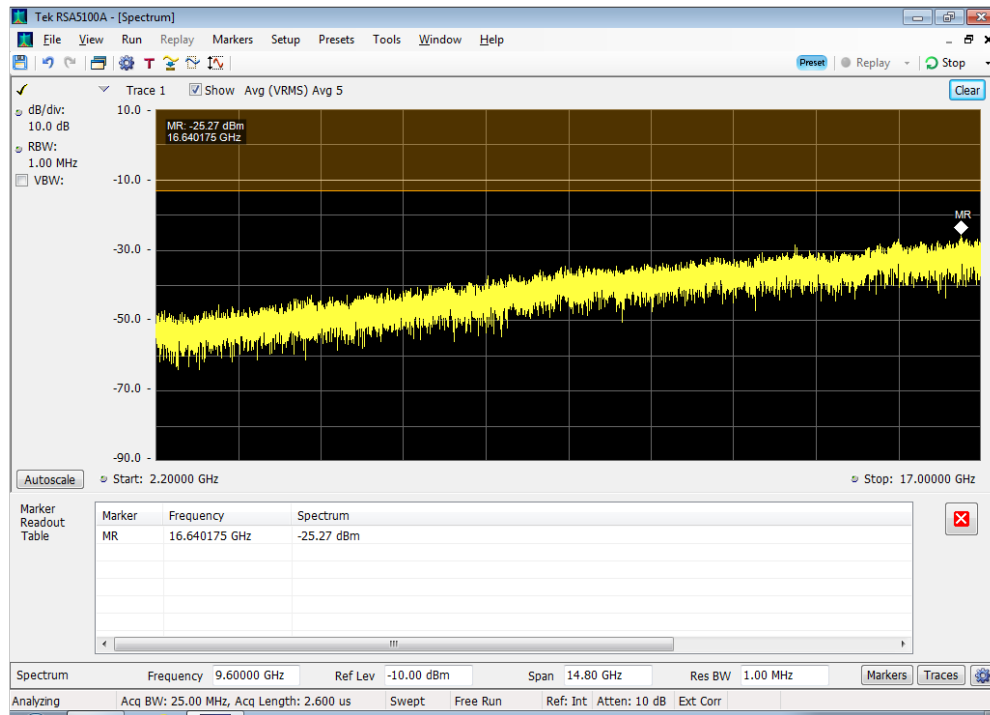 Tek RSA5100A - [Spectrum]
File View Run Replay Markers Setup Presets Tools Window Help
T Preset Replay Stop
Trace 1 Show Avg (VRMS) Avg 5 Clear
dB/div:
10.0 dB
RBW:
1.00 MHz
VBW:
10.0
-10.0
-30.0
-50.0
-70.0
-90.0
MR: -25.27 dBm
16.640175 GHz
MR
Autoscale Start: 2.20000 GHz Stop: 17.00000 GHz
Marker
Readout
Table
Marker Frequency Spectrum
MR 16.640175 GHz -25.27 dBm
Spectrum Frequency 9.60000 GHz Ref Lev -10.00 dBm Span 14.80 GHz Res BW 1.00 MHz Markers Traces
Analyzing Acq BW: 25.00 MHz, Acq Length: 2.600 us Swept Free Run Ref: Int Atten: 10 dB Ext Corr